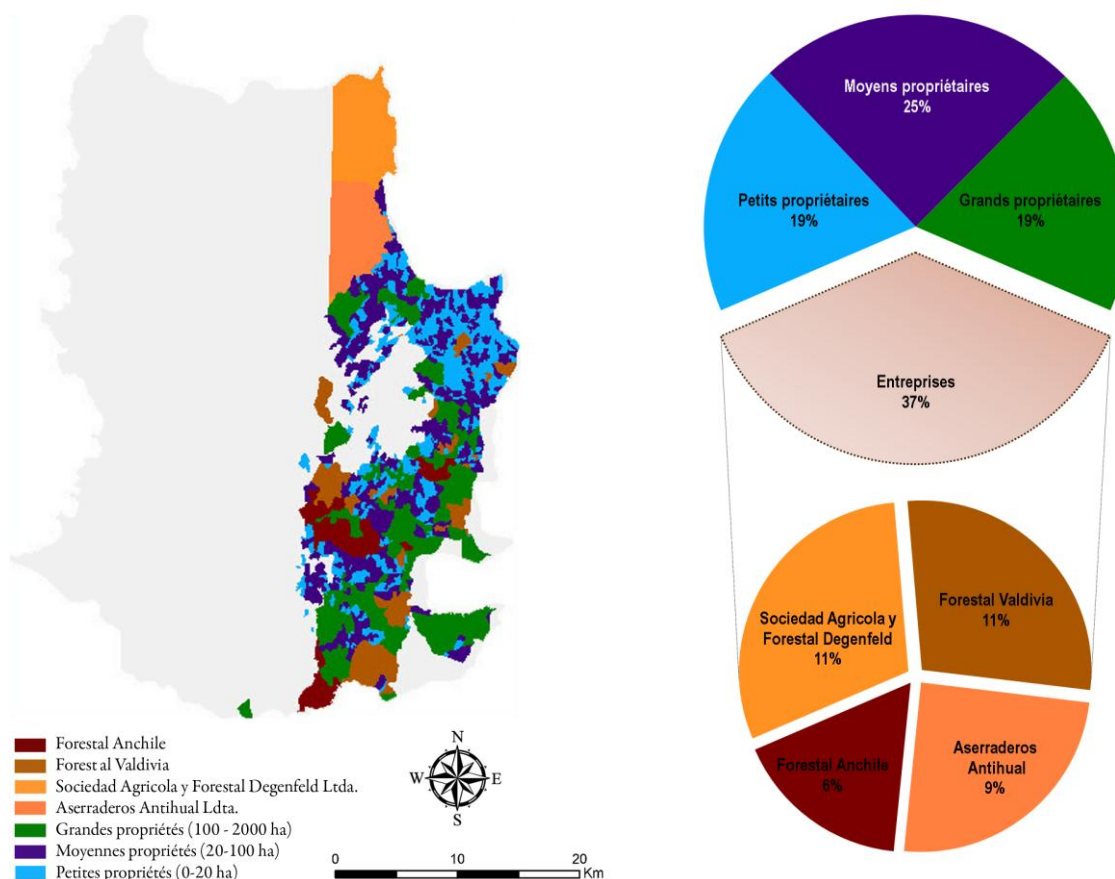 Moyens propriétaires
25%
Petits propriétaires
19%
Grands propriétaires
19%
Entreprises
37%
Sociedad Agricola y
Forestal Degenfeld
11%
Forestal Valdivia
11%
Forestal Anchile
6%
Aserraderos
Antihual
9%
Forestal Anchile
Forest al Valdivia
Sociedad Agricola y Forestal Degenfeld Ltda.
Aserraderos Antihual Ldta.
Grandes propriétés (100 - 2000 ha)
Moyennes propriétés (20-100 ha)
Petites propriétés (0-20 ha)
N
W E
S
0 10 20
Km